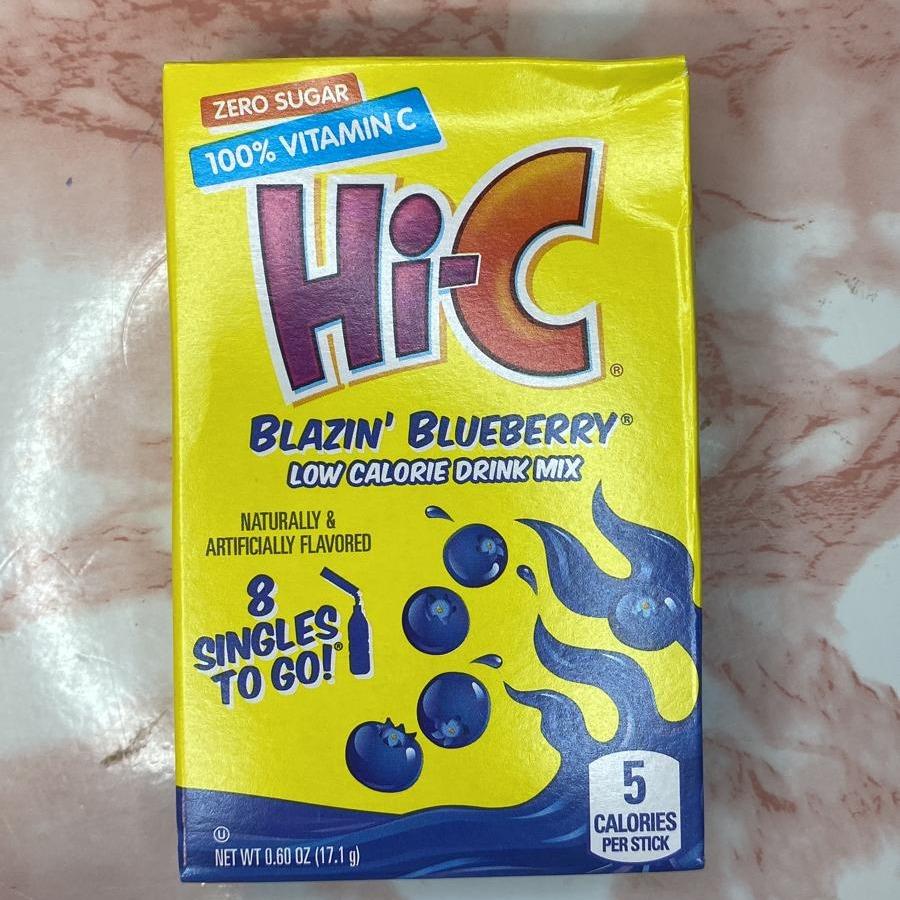 ZERO SUGAR
100% VITAMIN C
Hi-C®
BLAZIN' BLUEBERRY®
LOW CALORIE DRINK MIX
NATURALLY &
ARTIFICIALLY FLAVORED
8
SINGLES
TO GO!®
5
CALORIES
PER STICK
U
NET WT 0.60 OZ (17.1 g)